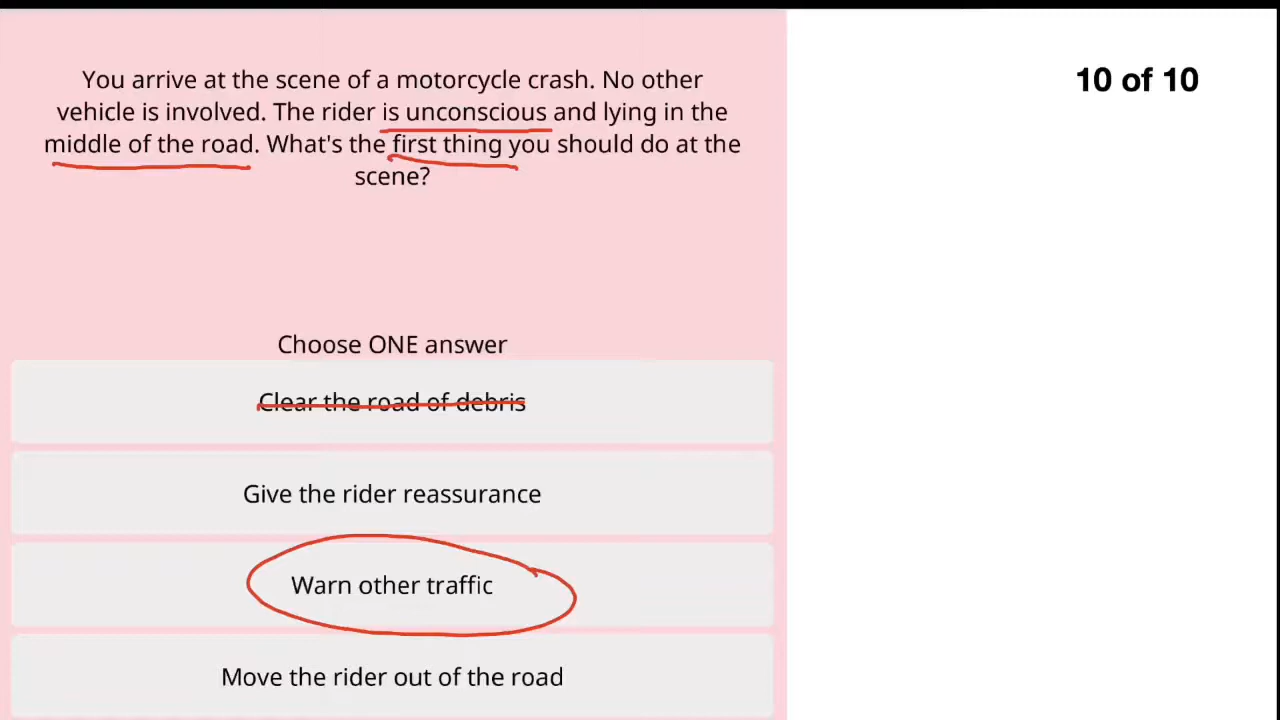 You arrive at the scene of a motorcycle crash. No other
vehicle is involved. The rider is unconscious and lying in the
middle of the road. What's the first thing you should do at the
scene?
10 of 10
Choose ONE answer
Clear the road of debris
Give the rider reassurance
Warn other traffic
Move the rider out of the road